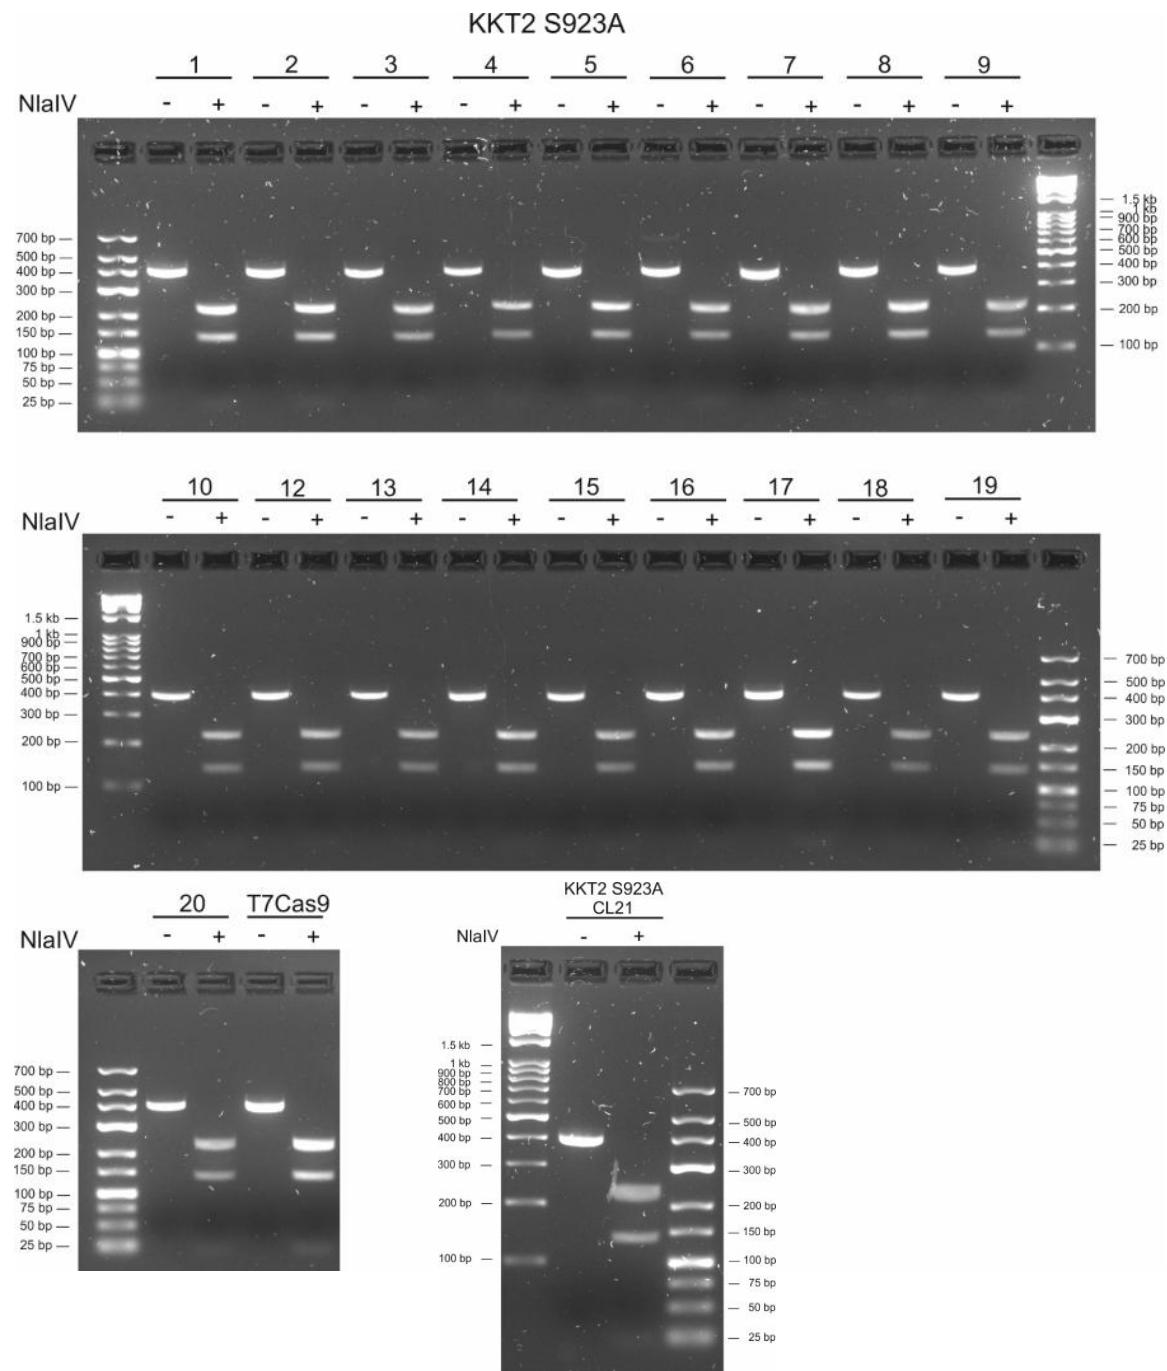 KKT2 S923A
1 2 3 4 5 6 7 8 9
NlaIV - + - + - + - + - + - + - + - + - +
700 bp
500 bp
400 bp
300 bp
200 bp
150 bp
100 bp
75 bp
50 bp
25 bp
1.5 kb
1 kb
900 bp
700 bp
600 bp
500 bp
400 bp
300 bp
200 bp
100 bp
10 12 13 14 15 16 17 18 19
NlaIV - + - + - + - + - + - + - + - + - +
1.5 kb
1 kb
900 bp
700 bp
600 bp
500 bp
400 bp
300 bp
200 bp
100 bp
700 bp
500 bp
400 bp
300 bp
200 bp
150 bp
100 bp
75 bp
50 bp
25 bp
20 T7Cas9
NlaIV - + - +
700 bp
500 bp
400 bp
300 bp
200 bp
150 bp
100 bp
75 bp
50 bp
25 bp
KKT2 S923A
CL21
NlaIV - +
1.5 kb
1 kb
900 bp
800 bp
700 bp
600 bp
500 bp
400 bp
300 bp
200 bp
100 bp
700 bp
500 bp
400 bp
300 bp
200 bp
150 bp
100 bp
75 bp
50 bp
25 bp